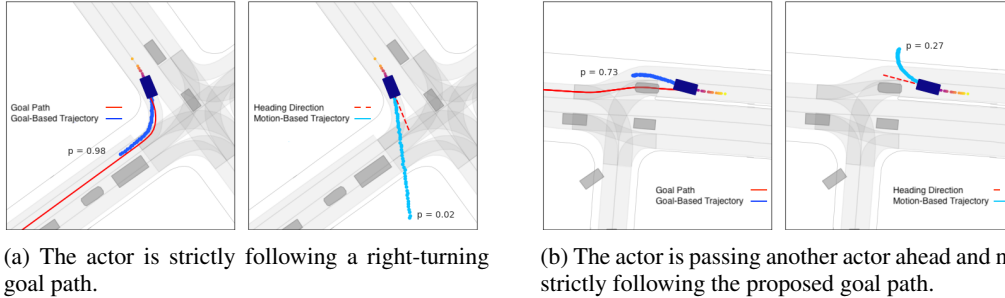 Goal Path
Goal-Based Trajectory
p = 0.98
Heading Direction
Motion-Based Trajectory
p = 0.02
p = 0.73
Goal Path
Goal-Based Trajectory
p = 0.27
Heading Direction
Motion-Based Trajectory
(a) The actor is strictly following a right-turning
goal path.
(b) The actor is passing another actor ahead and n
strictly following the proposed goal path.